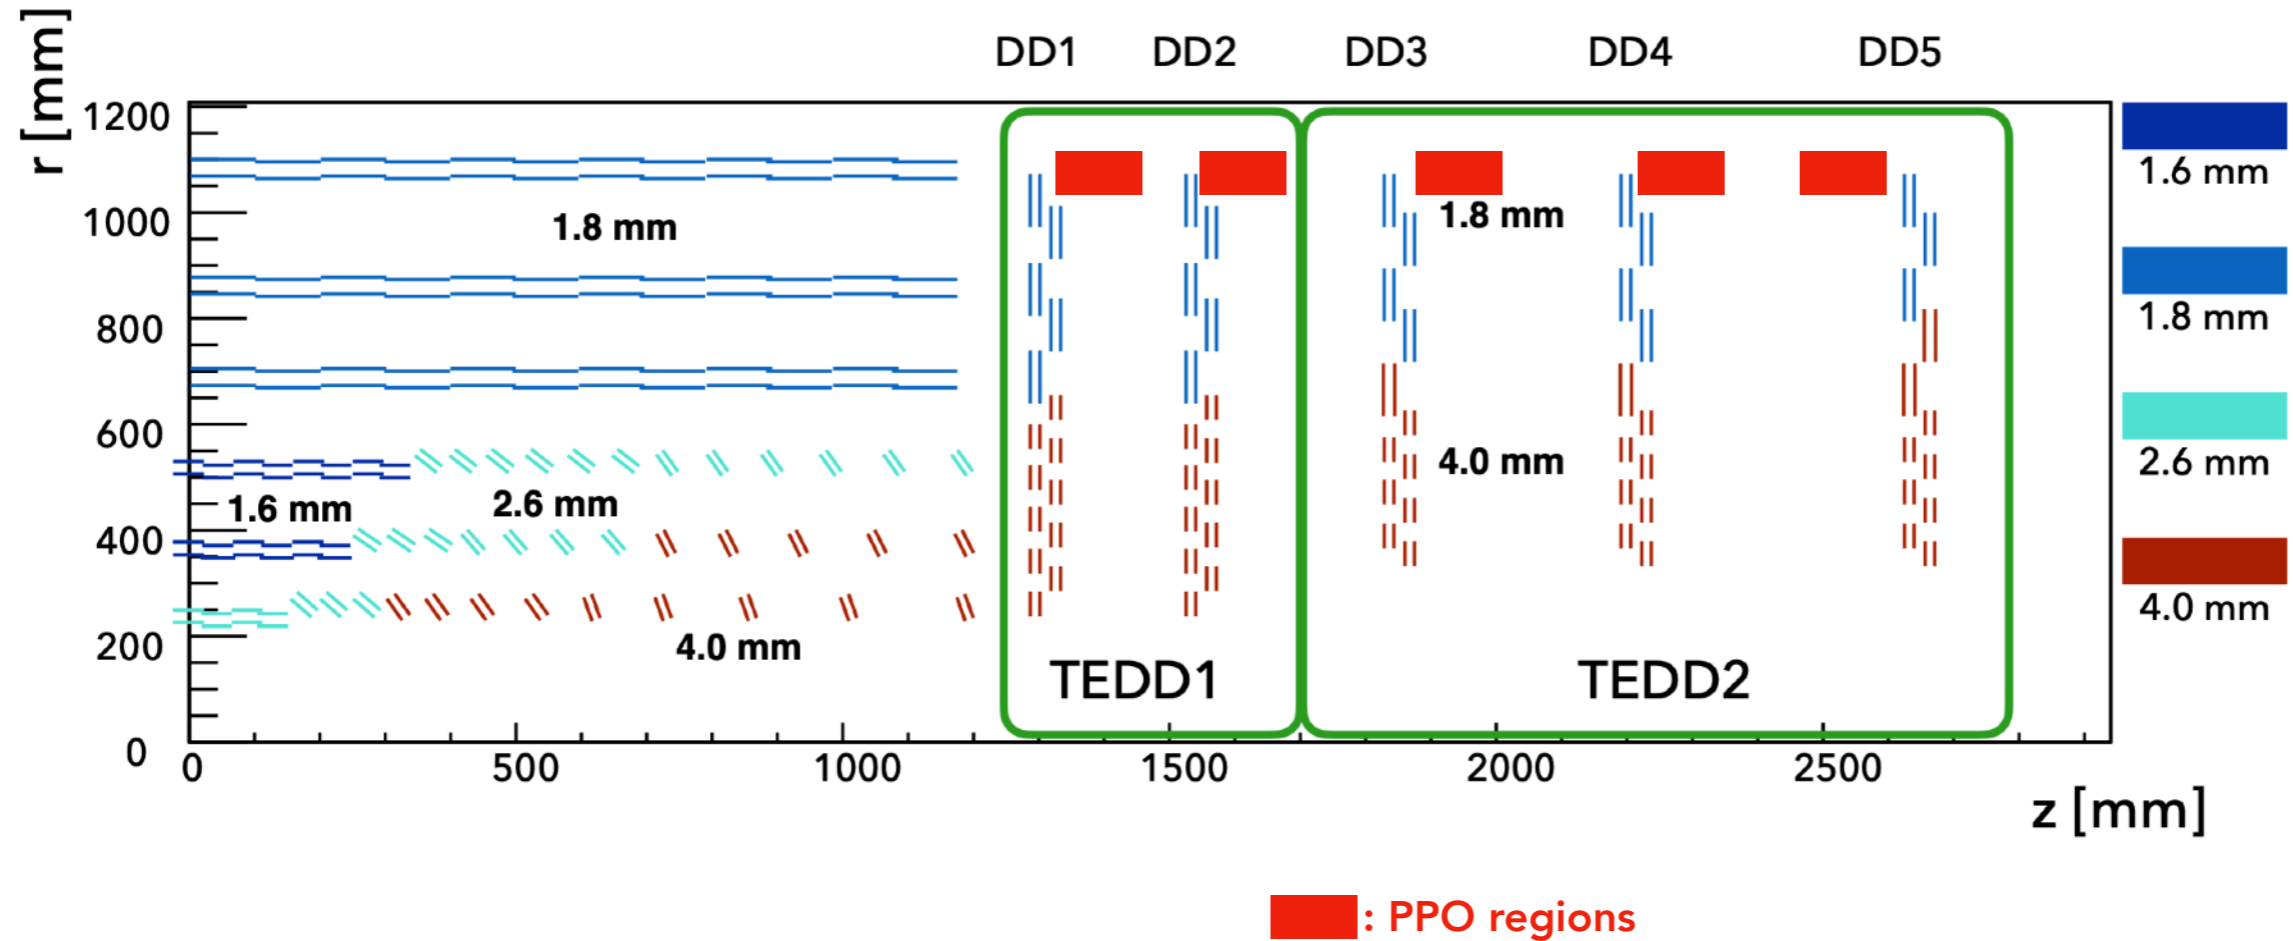 DD1 DD2 DD3 DD4 DD5
r [mm]
1200
1000
800
600
400
200
0
1.8 mm
1.6 mm
2.6 mm
4.0 mm
1.8 mm
4.0 mm
TEDD1
TEDD2
0 500 1000 1500 2000 2500
z [mm]
1.6 mm
1.8 mm
2.6 mm
4.0 mm
: PPO regions